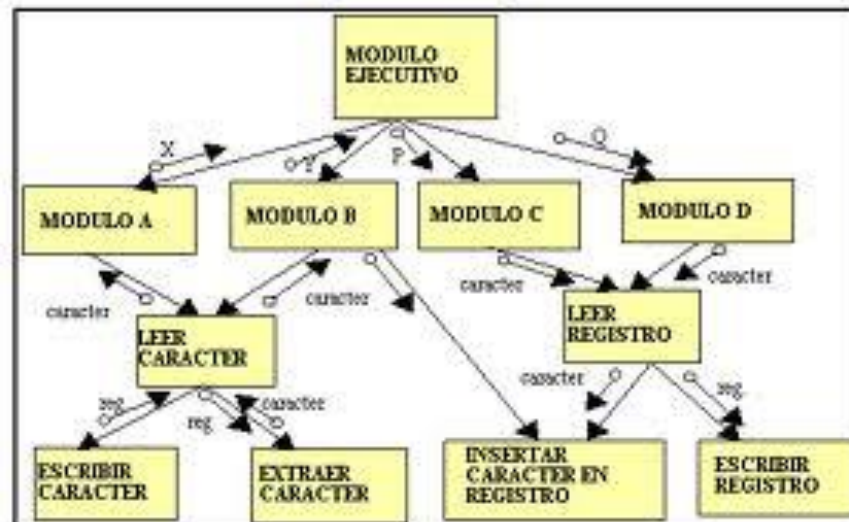 MODULO
EJECUTIVO
X
Y
P
Q
MODULO A
MODULO B
MODULO C
MODULO D
caracter
caracter
caracter
caracter
LEER
CARACTER
LEER
REGISTRO
reg
reg
caracter
caracter
reg
ESCRIBIR
CARACTER
EXTRAER
CARACTER
INSERTAR
CARACTER EN
REGISTRO
ESCRIBIR
REGISTRO